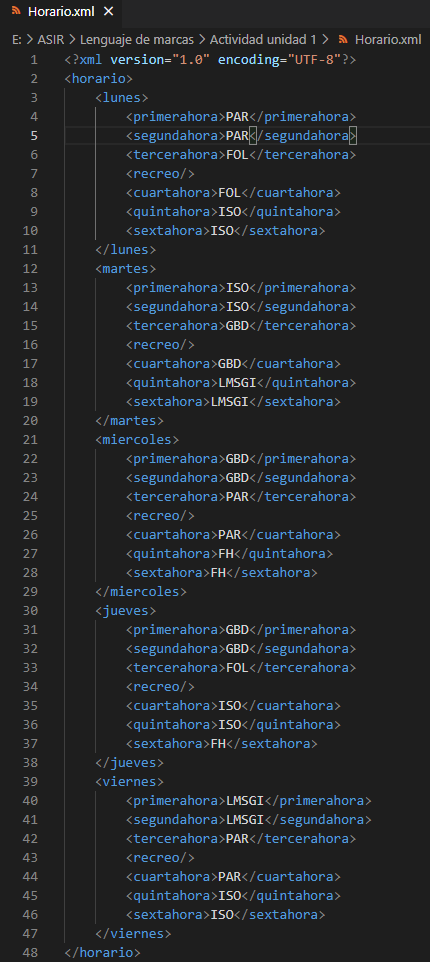 Horario.xml ×
E: > ASIR > Lenguaje de marcas > Actividad unidad 1 > Horario.xml
1 <?xml version="1.0" encoding="UTF-8"?>
2 <horario>
3 <lunes>
4 <primerahora>PAR</primerahora>
5 <segundahora>PAR</segundahora>
6 <tercerahora>FOL</tercerahora>
7 <recreo/>
8 <cuartahora>FOL</cuartahora>
9 <quintahora>ISO</quintahora>
10 <sextahora>ISO</sextahora>
11 </lunes>
12 <martes>
13 <primerahora>ISO</primerahora>
14 <segundahora>ISO</segundahora>
15 <tercerahora>GBD</tercerahora>
16 <recreo/>
17 <cuartahora>GBD</cuartahora>
18 <quintahora>LMSGI</quintahora>
19 <sextahora>LMSGI</sextahora>
20 </martes>
21 <miercoles>
22 <primerahora>GBD</primerahora>
23 <segundahora>GBD</segundahora>
24 <tercerahora>PAR</tercerahora>
25 <recreo/>
26 <cuartahora>PAR</cuartahora>
27 <quintahora>FH</quintahora>
28 <sextahora>FH</sextahora>
29 </miercoles>
30 <jueves>
31 <primerahora>GBD</primerahora>
32 <segundahora>GBD</segundahora>
33 <tercerahora>FOL</tercerahora>
34 <recreo/>
35 <cuartahora>ISO</cuartahora>
36 <quintahora>ISO</quintahora>
37 <sextahora>FH</sextahora>
38 </jueves>
39 <viernes>
40 <primerahora>LMSGI</primerahora>
41 <segundahora>LMSGI</segundahora>
42 <tercerahora>PAR</tercerahora>
43 <recreo/>
44 <cuartahora>PAR</cuartahora>
45 <quintahora>ISO</quintahora>
46 <sextahora>ISO</sextahora>
47 </viernes>
48 </horario>